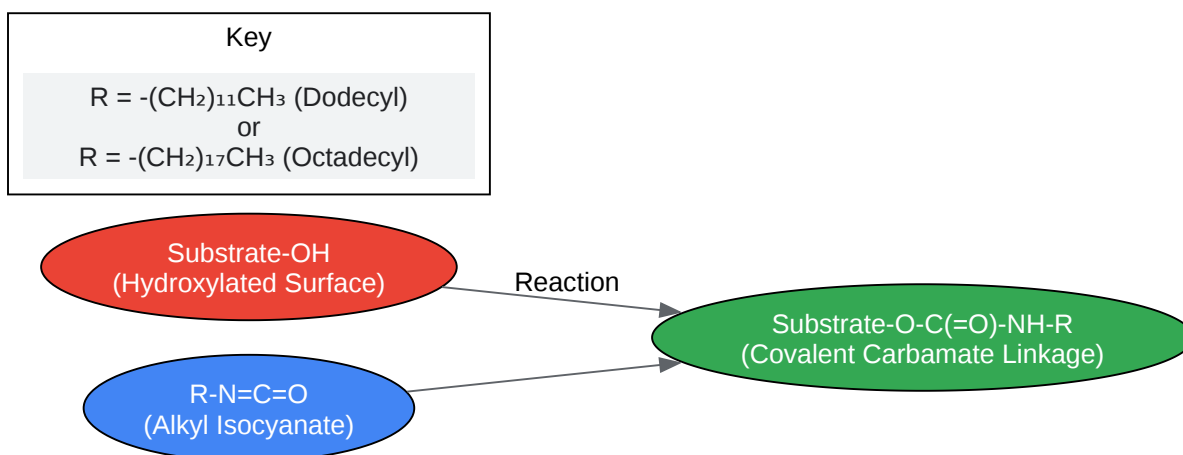 Key
R = -(CH₂)₁₁CH₃ (Dodecyl)
or
R = -(CH₂)₁₇CH₃ (Octadecyl)
Substrate-OH
(Hydroxylated Surface)
Reaction
Substrate-O-C(=O)-NH-R
(Covalent Carbamate Linkage)
R-N=C=O
(Alkyl Isocyanate)